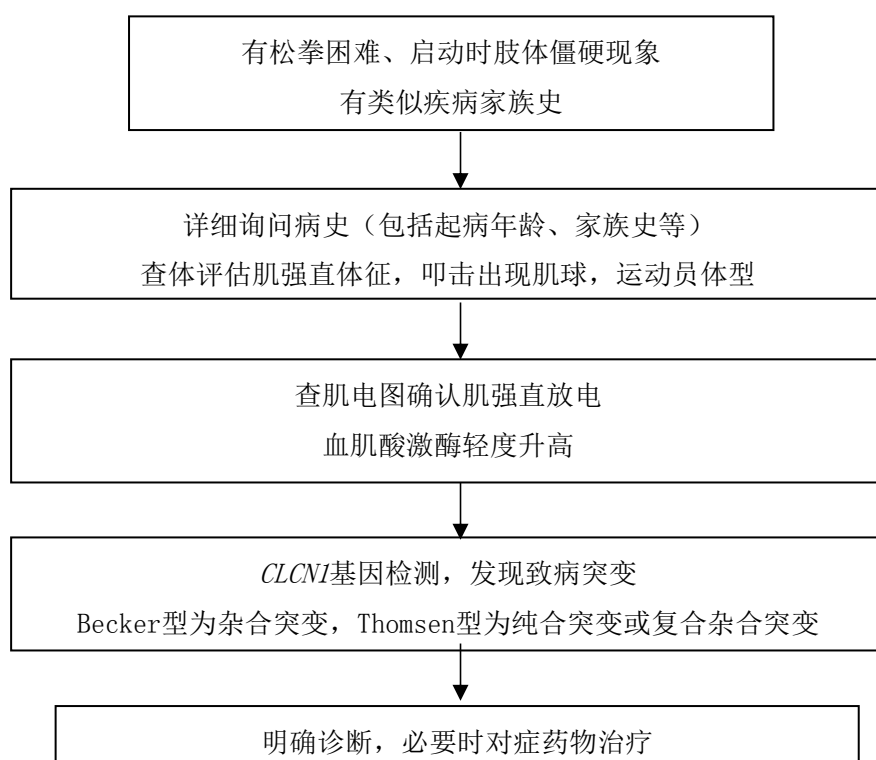 有松拳困难、启动时肢体僵硬现象
有类似疾病家族史
详细询问病史（包括起病年龄、家族史等）
查体评估肌强直体征，叩击出现肌球，运动员体型
查肌电图确认肌强直放电
血肌酸激酶轻度升高
CLCN1基因检测，发现致病突变
Becker型为杂合突变，Thomsen型为纯合突变或复合杂合突变
明确诊断，必要时对症药物治疗